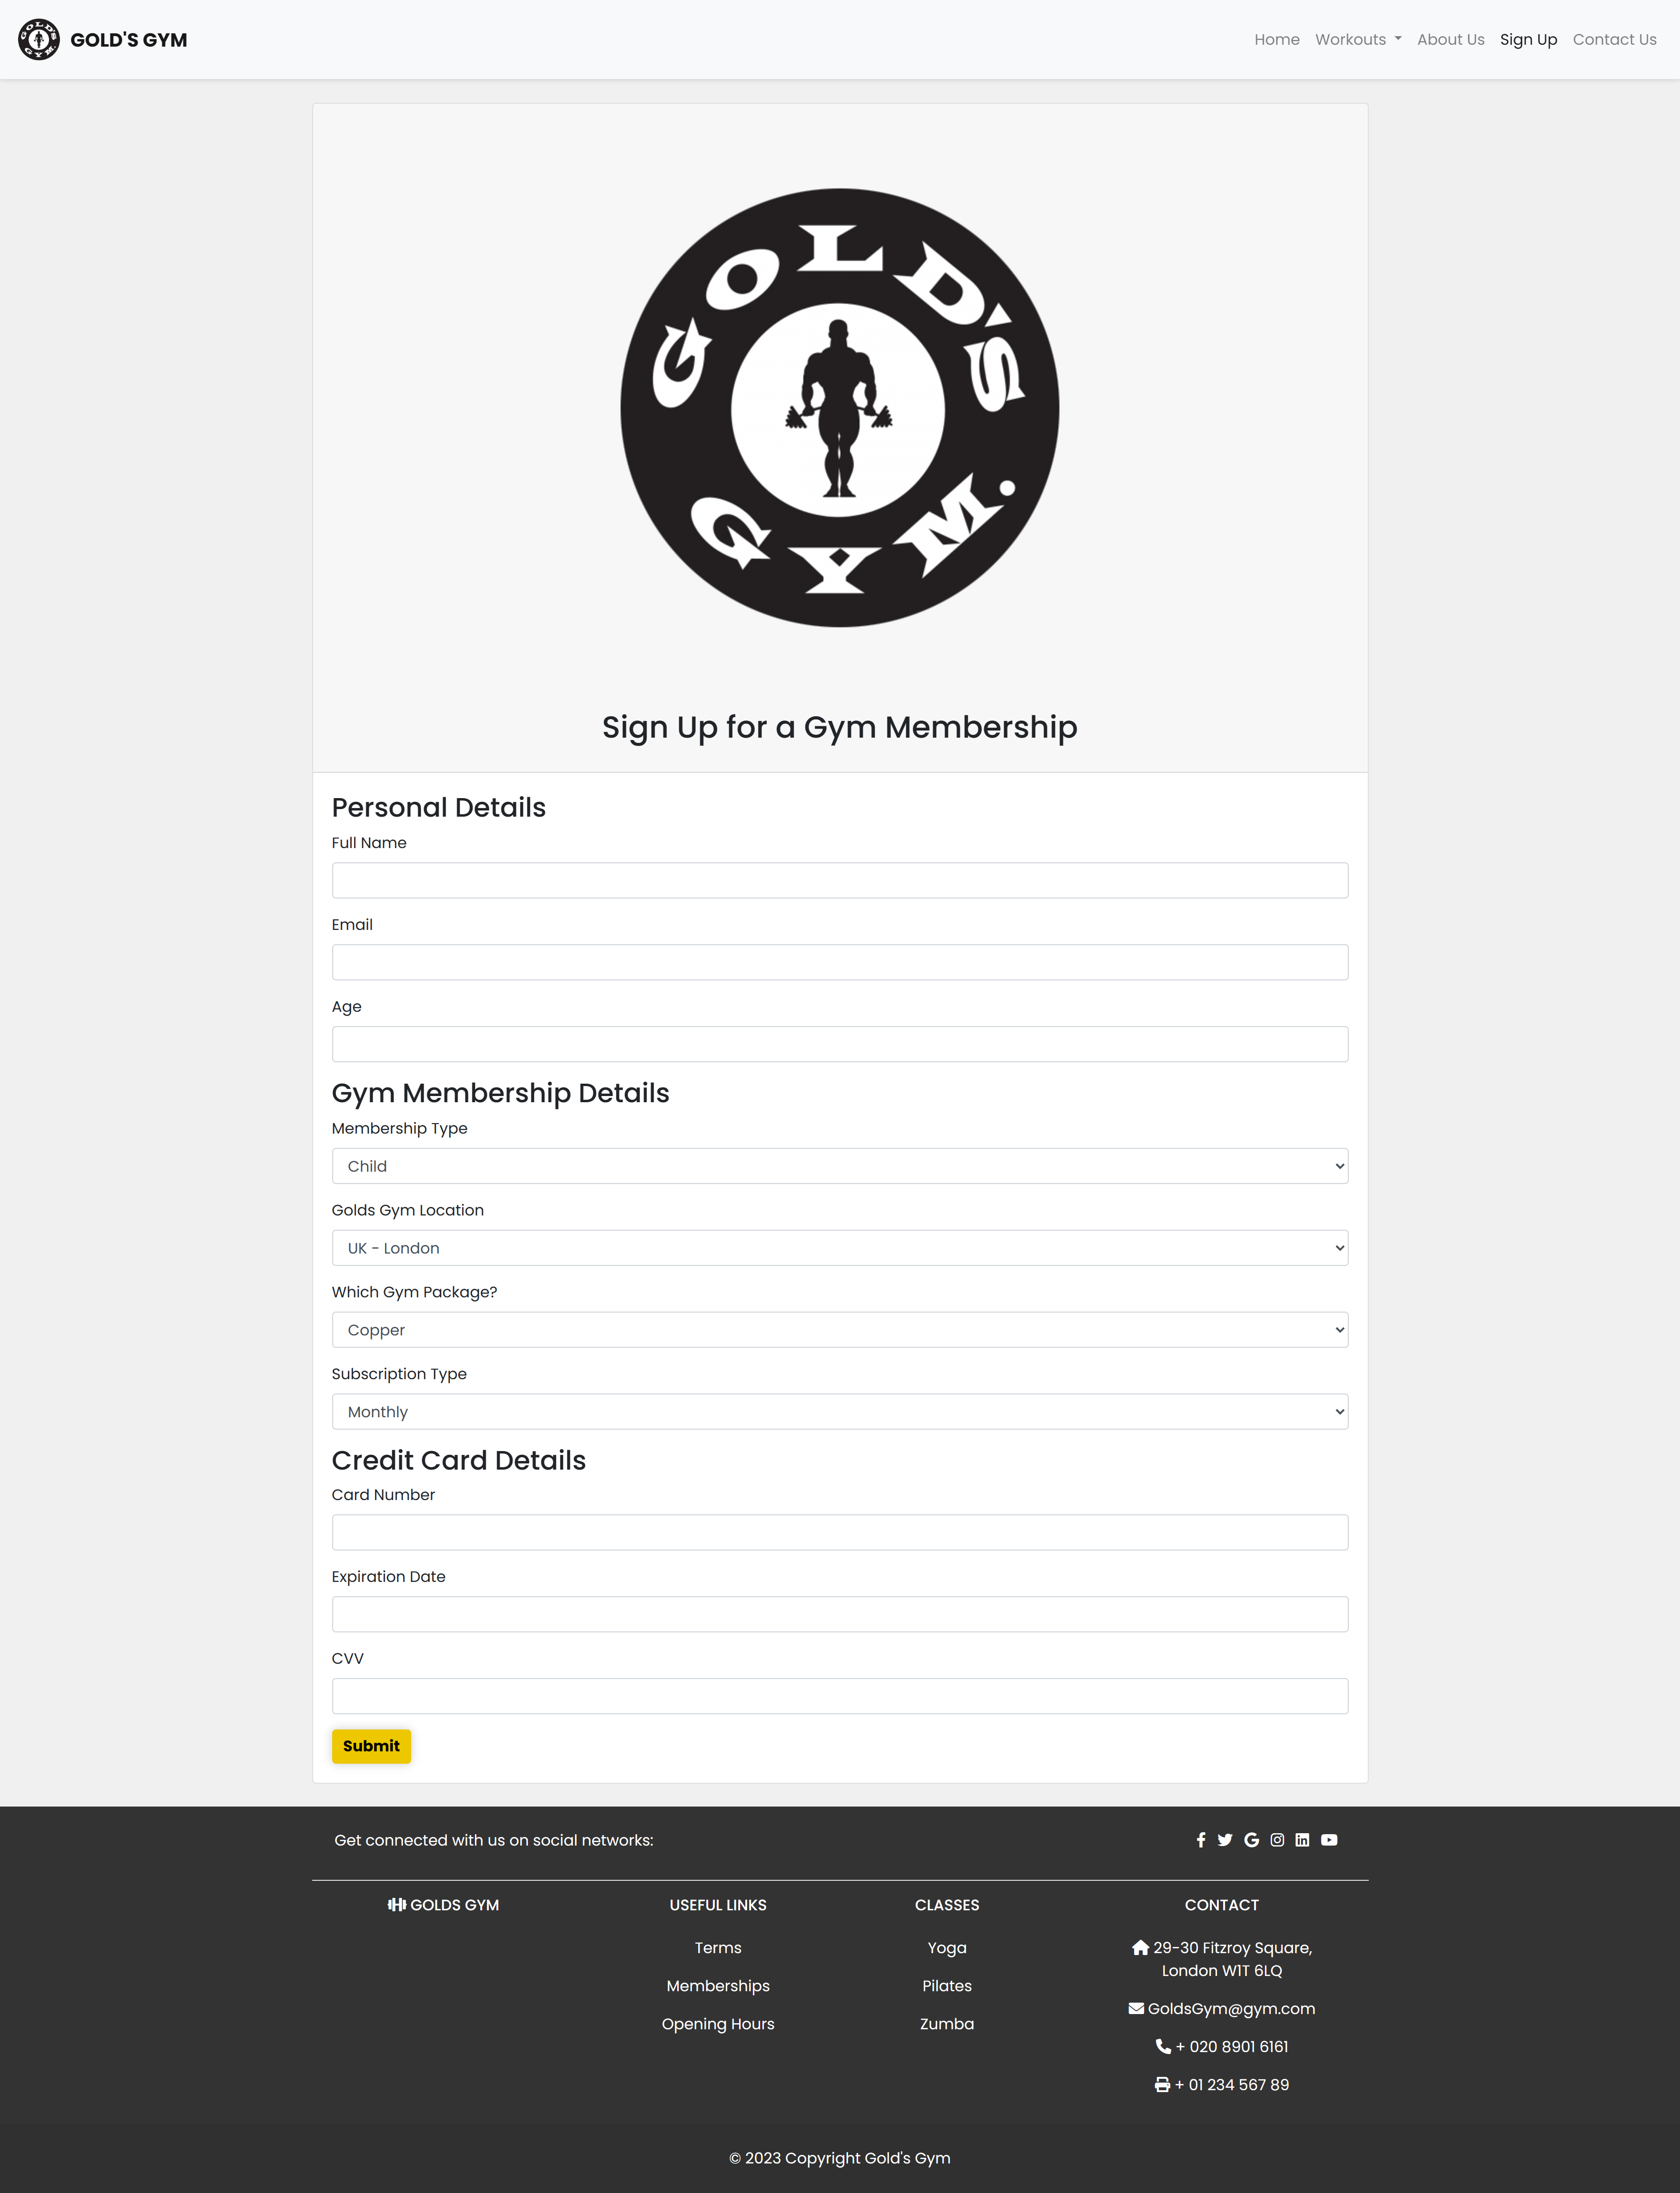 GOLD'S GYM
GOLD'S GYM
Home Workouts About Us Sign Up Contact Us
GOLD'S
GYM.
Sign Up for a Gym Membership
Personal Details
Full Name
Email
Age
Gym Membership Details
Membership Type
Child
Golds Gym Location
UK - London
Which Gym Package?
Copper
Subscription Type
Monthly
Credit Card Details
Card Number
Expiration Date
CVV
Submit
Get connected with us on social networks:
GOLDS GYM
USEFUL LINKS
Terms
Memberships
Opening Hours
CLASSES
Yoga
Pilates
Zumba
CONTACT
29-30 Fitzroy Square,
London W1T 6LQ
GoldsGym@gym.com
+ 020 8901 6161
+ 01 234 567 89
© 2023 Copyright Gold's Gym